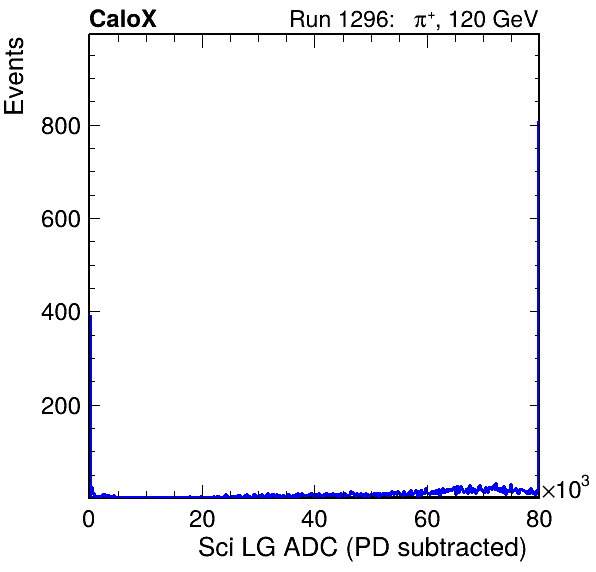 CaloX Run 1296: π⁺, 120 GeV
Events
800
600
400
200
0 20 40 60 80 ×10³
Sci LG ADC (PD subtracted)